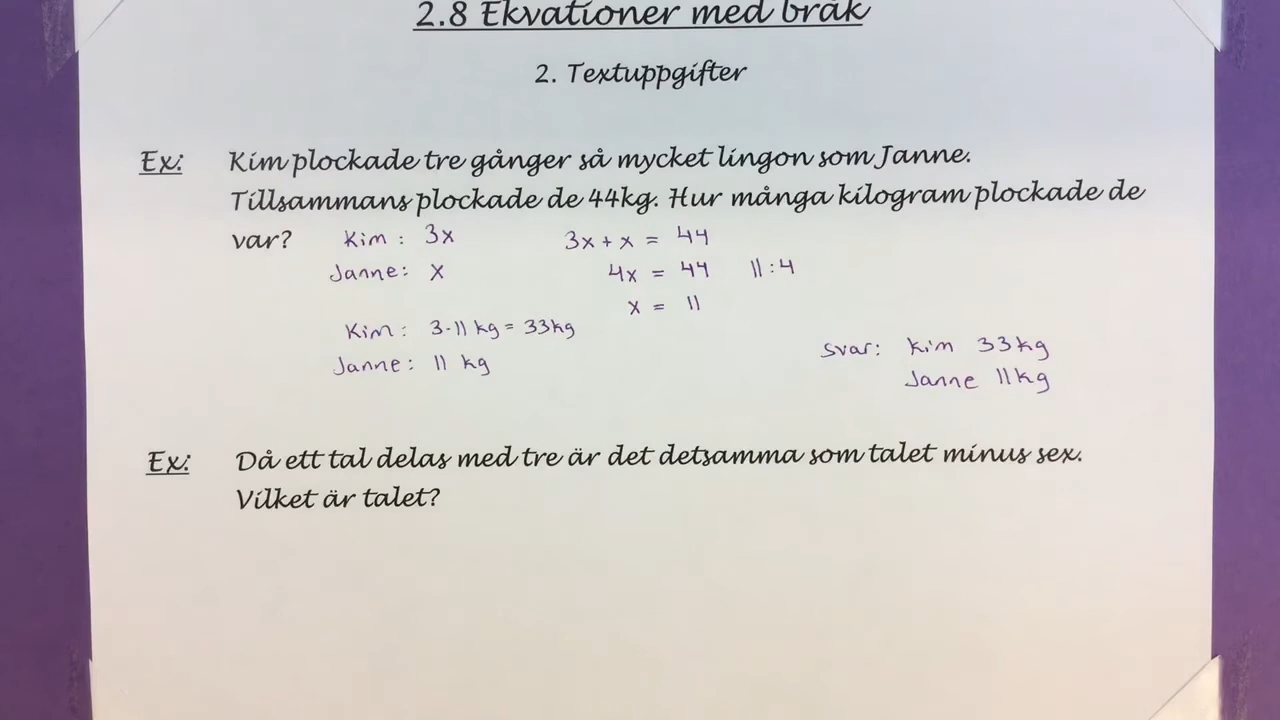 2.8 Ekvationer med bråk
2. Textuppgifter
Ex: Kim plockade tre gånger så mycket lingon som Janne.
Tillsammans plockade de 44kg. Hur många kilogram plockade de
var? Kim: 3x 3x + x = 44
Janne: x 4x = 44 ||:4
x = 11
Kim: 3·11 kg = 33kg
Janne: 11 kg
svar: Kim 33kg
Janne 11kg
Ex: Då ett tal delas med tre är det detsamma som talet minus sex.
Vilket är talet?